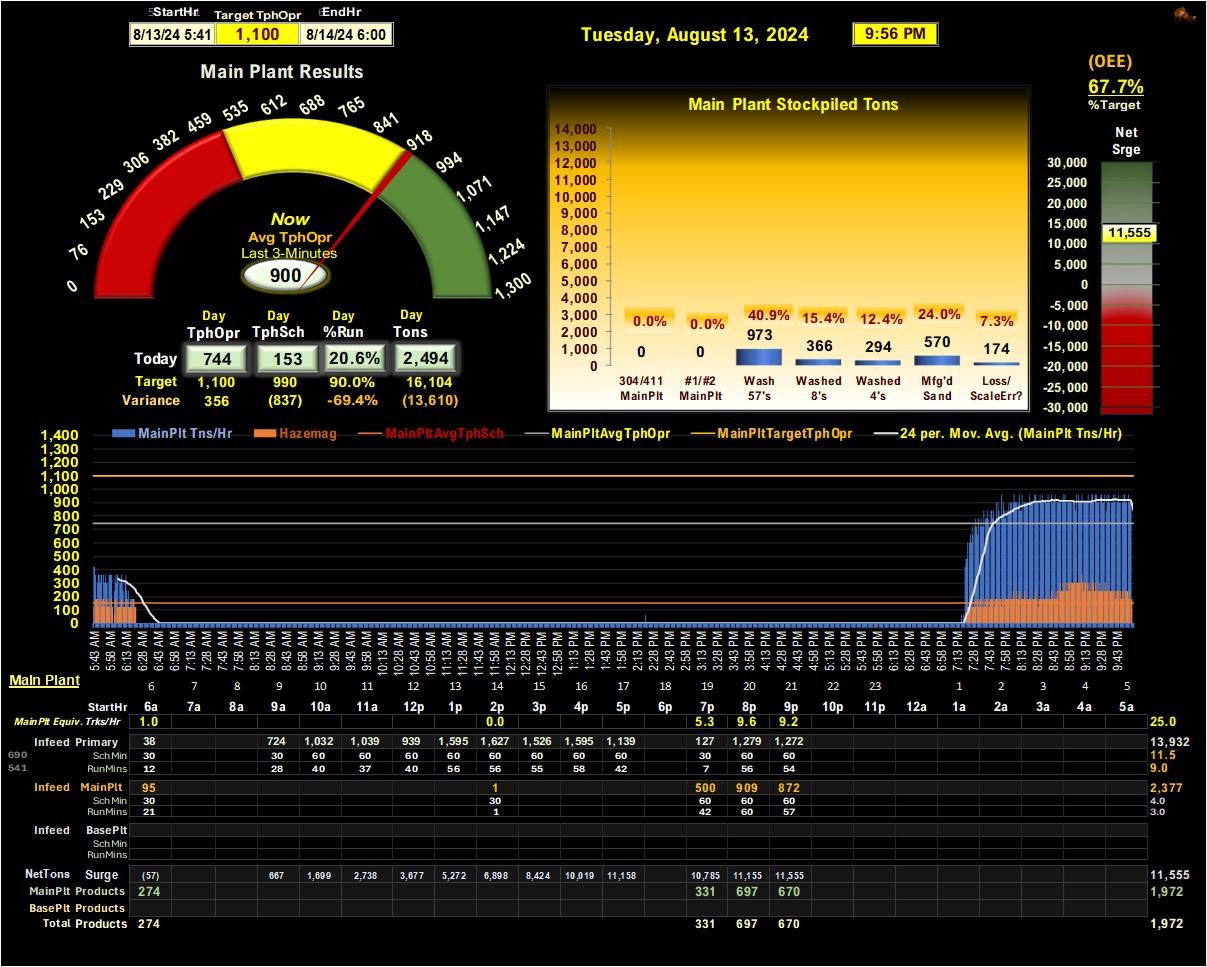 StartHr Target TphOpr EndHr
8/13/24 5:41 1,100 8/14/24 6:00
Tuesday, August 13, 2024 9:56 PM
(OEE)
67.7%
%Target
Main Plant Results
0 76 153 229 306 382 459 535 612 688 765 841 918 994 1,071 1,147 1,224 1,300
Now
Avg TphOpr
Last 3-Minutes
900
Day Day Day Day
TphOpr TphSch %Run Tons
Today 744 153 20.6% 2,494
Target 1,100 990 90.0% 16,104
Variance 356 (837) -69.4% (13,610)
Main Plant Stockpiled Tons
14,000
13,000
12,000
11,000
10,000
9,000
8,000
7,000
6,000
5,000
4,000
3,000
2,000
1,000
0
0.0% 0.0% 40.9% 15.4% 12.4% 24.0% 7.3%
0 0 973 366 294 570 174
304/411 #1/#2 Wash Washed Washed Mfg'd Loss/
MainPlt MainPlt 57's 8's 4's Sand ScaleErr?
Net
Srge
30,000
25,000
20,000
15,000
11,555
10,000
5,000
0
-5,000
-10,000
-15,000
-20,000
-25,000
-30,000
MainPlt Tns/Hr Hazemag MainPltAvgTphSch MainPltAvgTphOpr MainPltTargetTphOpr 24 per. Mov. Avg. (MainPlt Tns/Hr)
1,400
1,300
1,200
1,100
1,000
900
800
700
600
500
400
300
200
100
0
5:43 AM 5:58 AM 6:13 AM 6:28 AM 6:43 AM 6:58 AM 7:13 AM 7:28 AM 7:43 AM 7:58 AM 8:13 AM 8:28 AM 8:43 AM 8:58 AM 9:13 AM 9:28 AM 9:43 AM 9:58 AM 10:13 AM 10:28 AM 10:43 AM 10:58 AM 11:13 AM 11:28 AM 11:43 AM 11:58 AM 12:13 PM 12:28 PM 12:43 PM 12:58 PM 1:13 PM 1:28 PM 1:43 PM 1:58 PM 2:13 PM 2:28 PM 2:43 PM 2:58 PM 3:13 PM 3:28 PM 3:43 PM 3:58 PM 4:13 PM 4:28 PM 4:43 PM 4:58 PM 5:13 PM 5:28 PM 5:43 PM 5:58 PM 6:13 PM 6:28 PM 6:43 PM 6:58 PM 7:13 PM 7:28 PM 7:43 PM 7:58 PM 8:13 PM 8:28 PM 8:43 PM 8:58 PM 9:13 PM 9:28 PM 9:43 PM
Main Plant
6 7 8 9 10 11 12 13 14 15 16 17 18 19 20 21 22 23 1 2 3 4 5
StartHr 6a 7a 8a 9a 10a 11a 12p 1p 2p 3p 4p 5p 6p 7p 8p 9p 10p 11p 12a 1a 2a 3a 4a 5a
MainPlt Equiv. Trks/Hr 1.0 0.0 5.3 9.6 9.2 25.0
Infeed Primary 38 724 1,032 1,039 939 1,595 1,627 1,526 1,595 1,139 127 1,279 1,272 13,932
690 Sch Min 30 30 60 60 60 60 60 60 60 60 30 60 60 11.5
541 RunMins 12 28 40 37 40 56 56 55 58 42 7 56 54 9.0
Infeed MainPlt 95 1 500 909 872 2,377
Sch Min 30 30 60 60 60 4.0
RunMins 21 1 42 60 57 3.0
Infeed BasePlt
Sch Min
RunMins
NetTons Surge (57) 667 1,699 2,738 3,677 5,272 6,898 8,424 10,019 11,158 10,785 11,155 11,555 11,555
MainPlt Products 274 331 697 670 1,972
BasePlt Products
Total Products 274 331 697 670 1,972